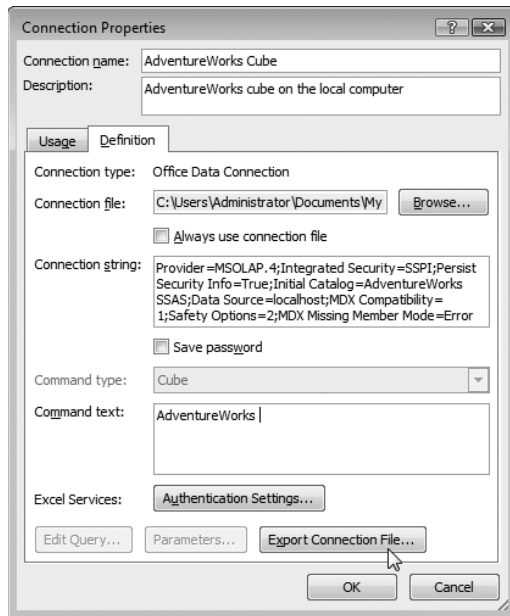 Connection Properties
Connection name: AdventureWorks Cube
Description: AdventureWorks cube on the local computer
Usage Definition
Connection type: Office Data Connection
Connection file: C:\Users\Administrator\Documents\My Browse...
Always use connection file
Connection string: Provider=MSOLAP.4;Integrated Security=SSPI;Persist
Security Info=True;Initial Catalog=AdventureWorks
SSAS;Data Source=localhost;MDX Compatibility=
1;Safety Options=2;MDX Missing Member Mode=Error
Save password
Command type: Cube
Command text: AdventureWorks
Excel Services: Authentication Settings...
Edit Query... Parameters... Export Connection File...
OK Cancel